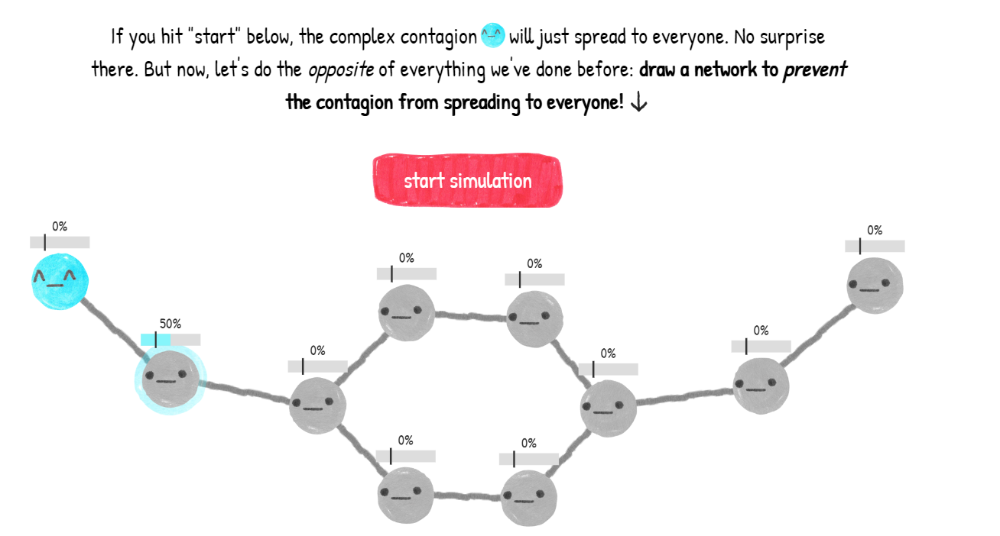 If you hit "start" below, the complex contagion will just spread to everyone. No surprise
there. But now, let's do the opposite of everything we've done before: draw a network to prevent
the contagion from spreading to everyone! ↓
start simulation
0%
0%
0%
0%
50%
0%
0%
0%
0%
0%